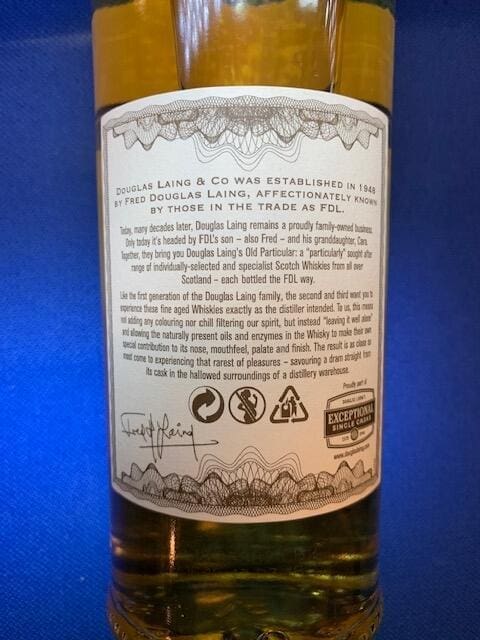 DOUGLAS LAING & CO WAS ESTABLISHED IN 1948
BY FRED DOUGLAS LAING, AFFECTIONATELY KNOWN
BY THOSE IN THE TRADE AS FDL.
Today, many decades later, Douglas Laing remains a proudly family-owned business.
Only today it's headed by FDL's son – also Fred – and his granddaughter, Cara.
Together, they bring you Douglas Laing's Old Particular: a "particularly" sought after
range of individually-selected and specialist Scotch Whiskies from all over
Scotland – each bottled the FDL way.
Like the first generation of the Douglas Laing family, the second and third want you to
experience these fine aged Whiskies exactly as the distiller intended. To us, this means
not adding any colouring nor chill filtering our spirit, but instead "leaving it well alone"
and allowing the naturally present oils and enzymes in the Whisky to make their own
special contribution to its nose, mouthfeel, palate and finish. The result is as close as
most come to experiencing that rarest of pleasures – savouring a dram straight from
its cask in the hallowed surroundings of a distillery warehouse.
Proudly part of
DOUGLAS LAING'S
EXCEPTIONAL
SINGLE CASKS
www.douglaslaing.com
Fred Laing